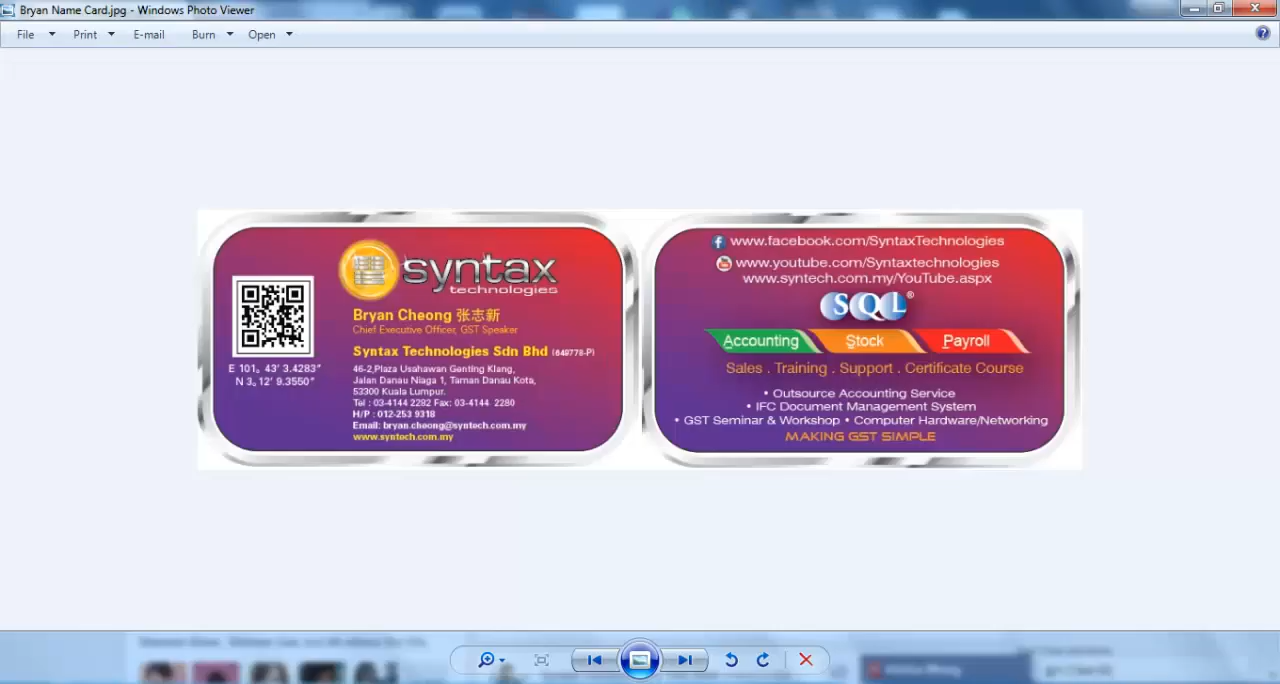 Bryan Name Card.jpg - Windows Photo Viewer
File Print E-mail Burn Open
syntax
technologies
Bryan Cheong 张志新
Chief Executive Officer, GST Speaker
Syntax Technologies Sdn Bhd (649778-P)
46-2,Plaza Usahawan Genting Klang,
Jalan Danau Niaga 1, Taman Danau Kota,
53300 Kuala Lumpur.
Tel : 03-4144 2282 Fax: 03-4144 2280
H/P : 012-253 9318
Email: bryan.cheong@syntech.com.my
www.syntech.com.my
E 101。 43' 3.4283"
N 3。 12' 9.3550"
f www.facebook.com/SyntaxTechnologies
www.youtube.com/Syntaxtechnologies
www.syntech.com.my/YouTube.aspx
SQL®
Accounting Stock Payroll
Sales . Training . Support . Certificate Course
• Outsource Accounting Service
• IFC Document Management System
• GST Seminar & Workshop • Computer Hardware/Networking
MAKING GST SIMPLE